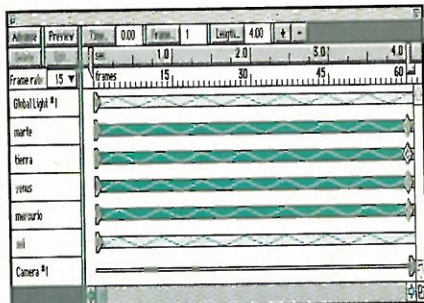 Advance Preview Time... 0.00 Frame... 1 Length... 4.00 + -
Delete sec 1.0 2.0 3.0 4.0
Frame rate 15 frames 15 30 45 60
Global Light #1
marte
tierra
venus
mercurio
sol
Camera #1